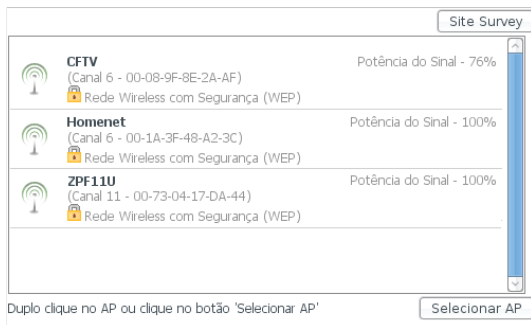 Site Survey
CFTV
Potência do Sinal - 76%
(Canal 6 - 00-08-9F-8E-2A-AF)
Rede Wireless com Segurança (WEP)
Homenet
Potência do Sinal - 100%
(Canal 6 - 00-1A-3F-48-A2-3C)
Rede Wireless com Segurança (WEP)
ZPF11U
Potência do Sinal - 100%
(Canal 11 - 00-73-04-17-DA-44)
Rede Wireless com Segurança (WEP)
Duplo clique no AP ou clique no botão 'Selecionar AP'
Selecionar AP